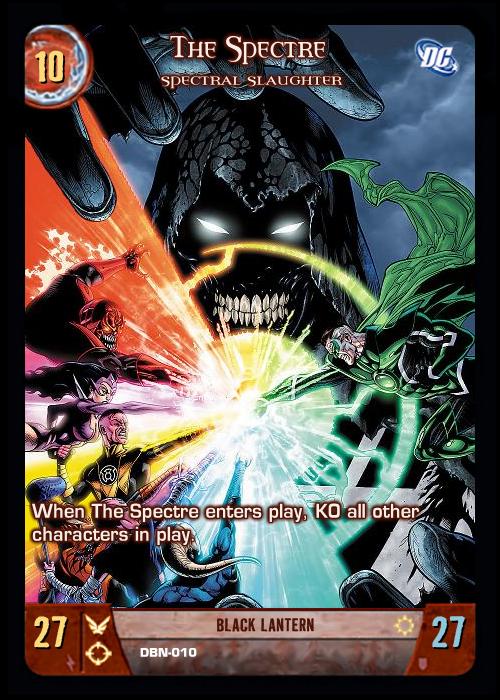 10
The Spectre
Spectral Slaughter
DC
When The Spectre enters play, KO all other
characters in play.
27
BLACK LANTERN
27
DBN-010